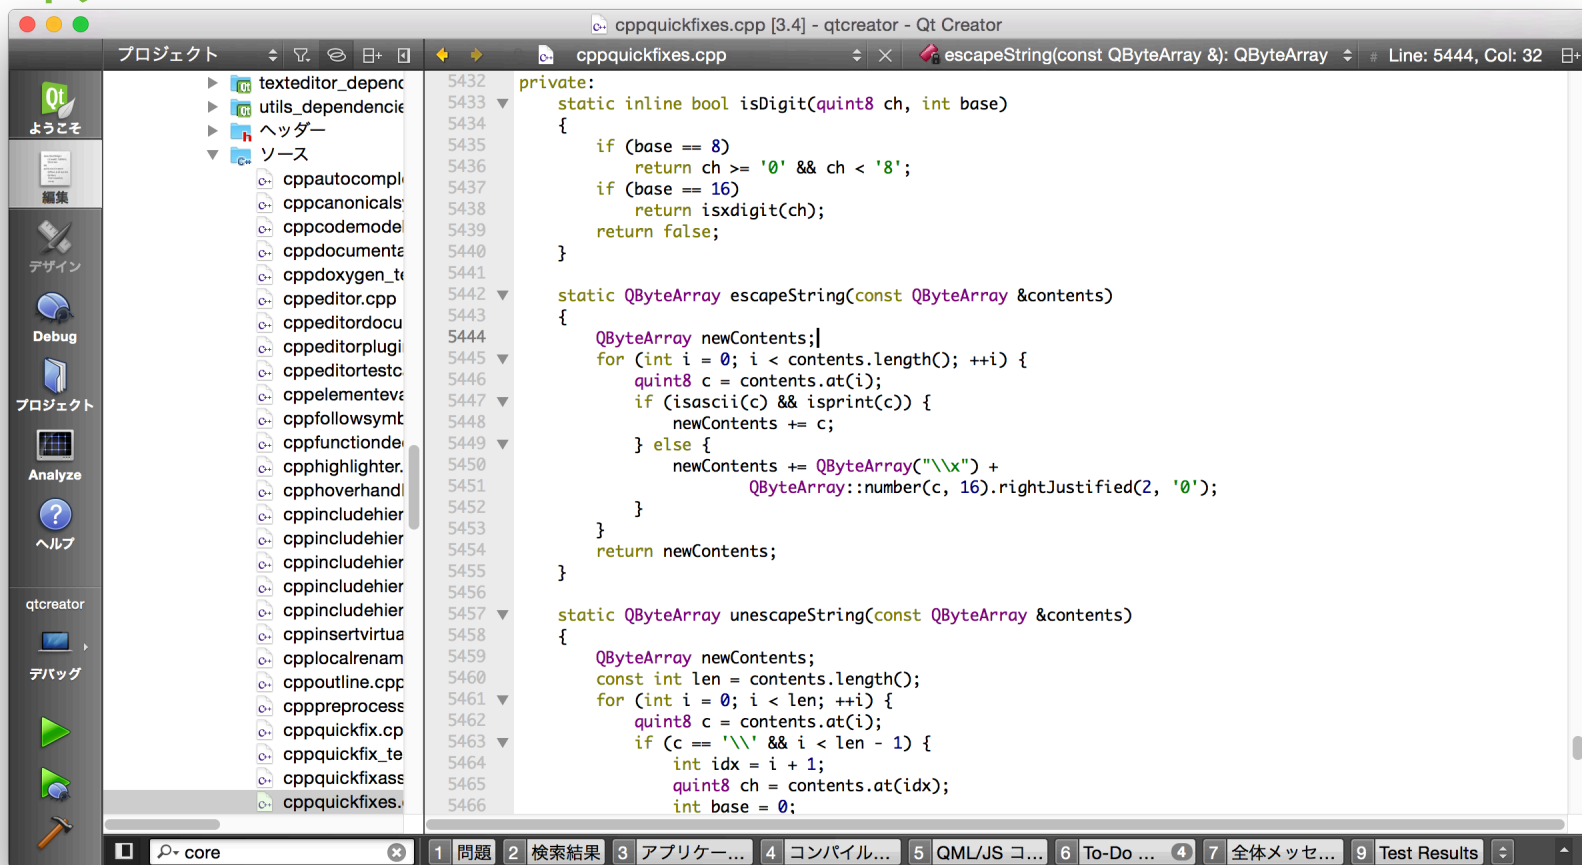 cppquickfixes.cpp [3.4] - qtcreator - Qt Creator
プロジェクト
cppquickfixes.cpp
escapeString(const QByteArray &): QByteArray
# Line: 5444, Col: 32
Qt
ようこそ
編集
デザイン
Debug
プロジェクト
Analyze
ヘルプ
qtcreator
デバッグ
texteditor_depend
utils_dependencie
ヘッダー
ソース
cppautocomple
cppcanonicals
cppcodemode
cppdocumenta
cppdoxygen_te
cppeditor.cpp
cppeditordocu
cppeditorplugi
cppeditortestc
cppelementeva
cppfollowsymb
cppfunctionde
cpphighlighter.
cpphoverhand
cppincludehier
cppincludehier
cppincludehier
cppincludehier
cppincludehier
cppinsertvirtua
cpplocalrenam
cppoutline.cpp
cpppreprocess
cppquickfix.cp
cppquickfix_te
cppquickfixass
cppquickfixes.
5432 private:
5433 static inline bool isDigit(quint8 ch, int base)
5434 {
5435 if (base == 8)
5436 return ch >= '0' && ch < '8';
5437 if (base == 16)
5438 return isxdigit(ch);
5439 return false;
5440 }
5441
5442 static QByteArray escapeString(const QByteArray &contents)
5443 {
5444 QByteArray newContents;
5445 for (int i = 0; i < contents.length(); ++i) {
5446 quint8 c = contents.at(i);
5447 if (isascii(c) && isprint(c)) {
5448 newContents += c;
5449 } else {
5450 newContents += QByteArray("\\x") +
5451 QByteArray::number(c, 16).rightJustified(2, '0');
5452 }
5453 }
5454 return newContents;
5455 }
5456
5457 static QByteArray unescapeString(const QByteArray &contents)
5458 {
5459 QByteArray newContents;
5460 const int len = contents.length();
5461 for (int i = 0; i < len; ++i) {
5462 quint8 c = contents.at(i);
5463 if (c == '\\' && i < len - 1) {
5464 int idx = i + 1;
5465 quint8 ch = contents.at(idx);
5466 int base = 0;
core
1 問題
2 検索結果
3 アプリケー...
4 コンパイル...
5 QML/JS コ...
6 To-Do ... 4
7 全体メッセ...
9 Test Results